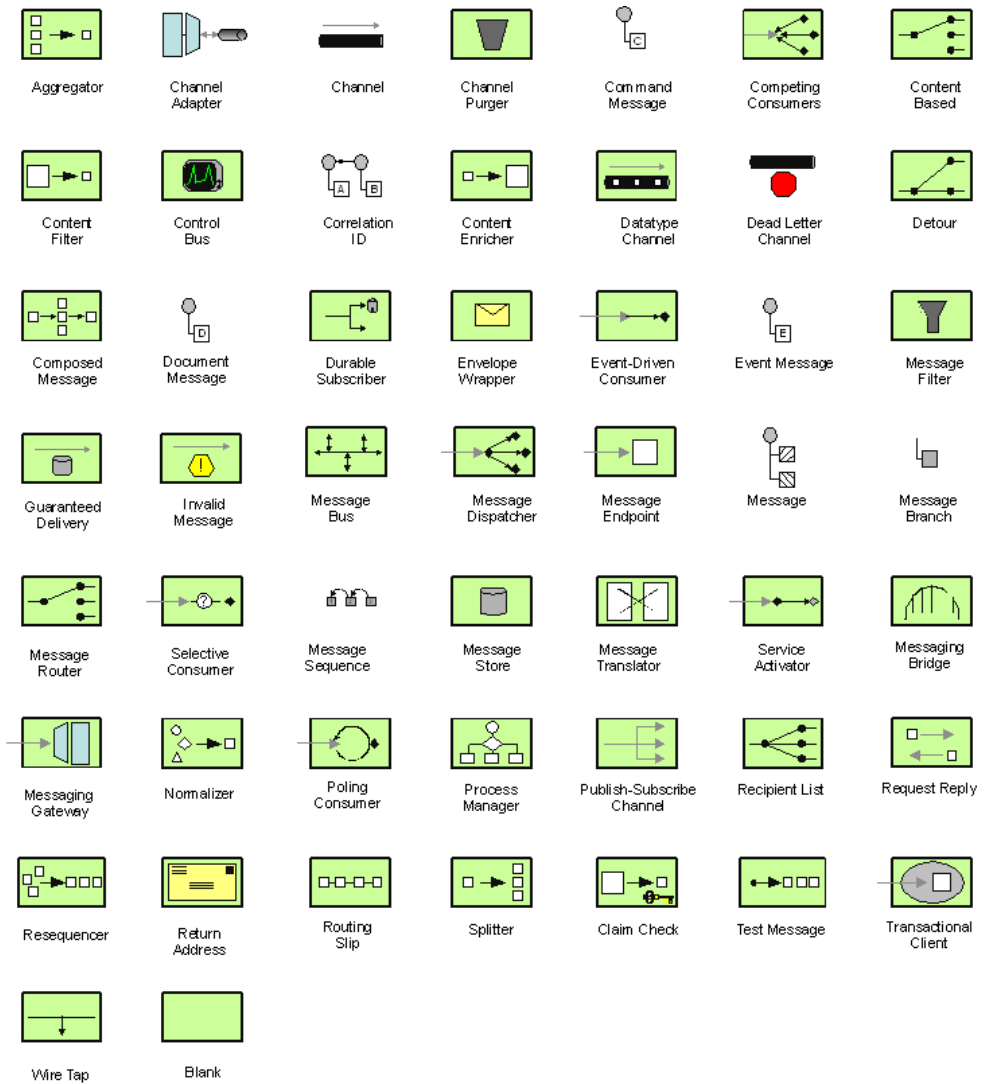 Aggregator
Channel
Adapter
Channel
Channel
Purger
C
Command
Message
Competing
Consumers
Content
Based
Content
Filter
Control
Bus
A
B
Correlation
ID
Content
Enricher
Datatype
Channel
Dead Letter
Channel
Detour
Composed
Message
D
Document
Message
Durable
Subscriber
Envelope
Wrapper
Event-Driven
Consumer
E
Event Message
Message
Filter
Guaranteed
Delivery
!
Invalid
Message
Message
Bus
Message
Dispatcher
Message
Endpoint
Message
Message
Branch
Message
Router
?
Selective
Consumer
Message
Sequence
Message
Store
Message
Translator
Service
Activator
Messaging
Bridge
Messaging
Gateway
Normalizer
Poling
Consumer
Process
Manager
Publish-Subscribe
Channel
Recipient List
Request Reply
Resequencer
Return
Address
Routing
Slip
Splitter
Claim Check
Test Message
Transactional
Client
Wire Tap
Blank